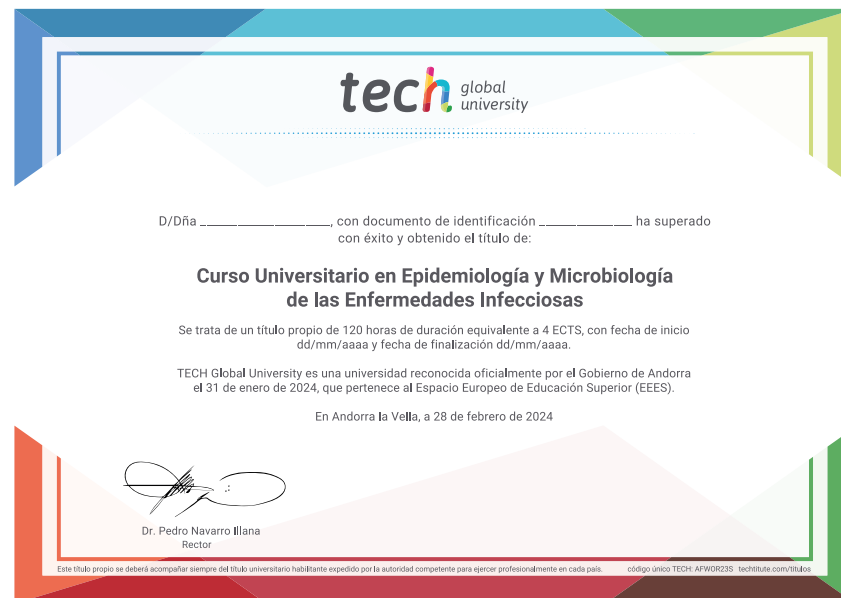 tech global university
D/Dña ______________________, con documento de identificación ________________ ha superado
con éxito y obtenido el título de:
Curso Universitario en Epidemiología y Microbiología
de las Enfermedades Infecciosas
Se trata de un título propio de 120 horas de duración equivalente a 4 ECTS, con fecha de inicio
dd/mm/aaaa y fecha de finalización dd/mm/aaaa.
TECH Global University es una universidad reconocida oficialmente por el Gobierno de Andorra
el 31 de enero de 2024, que pertenece al Espacio Europeo de Educación Superior (EEES).
En Andorra la Vella, a 28 de febrero de 2024
Dr. Pedro Navarro Illana
Rector
Este título propio se deberá acompañar siempre del título universitario habilitante expedido por la autoridad competente para ejercer profesionalmente en cada país. código único TECH: AFWOR23S techtitute.com/titulos